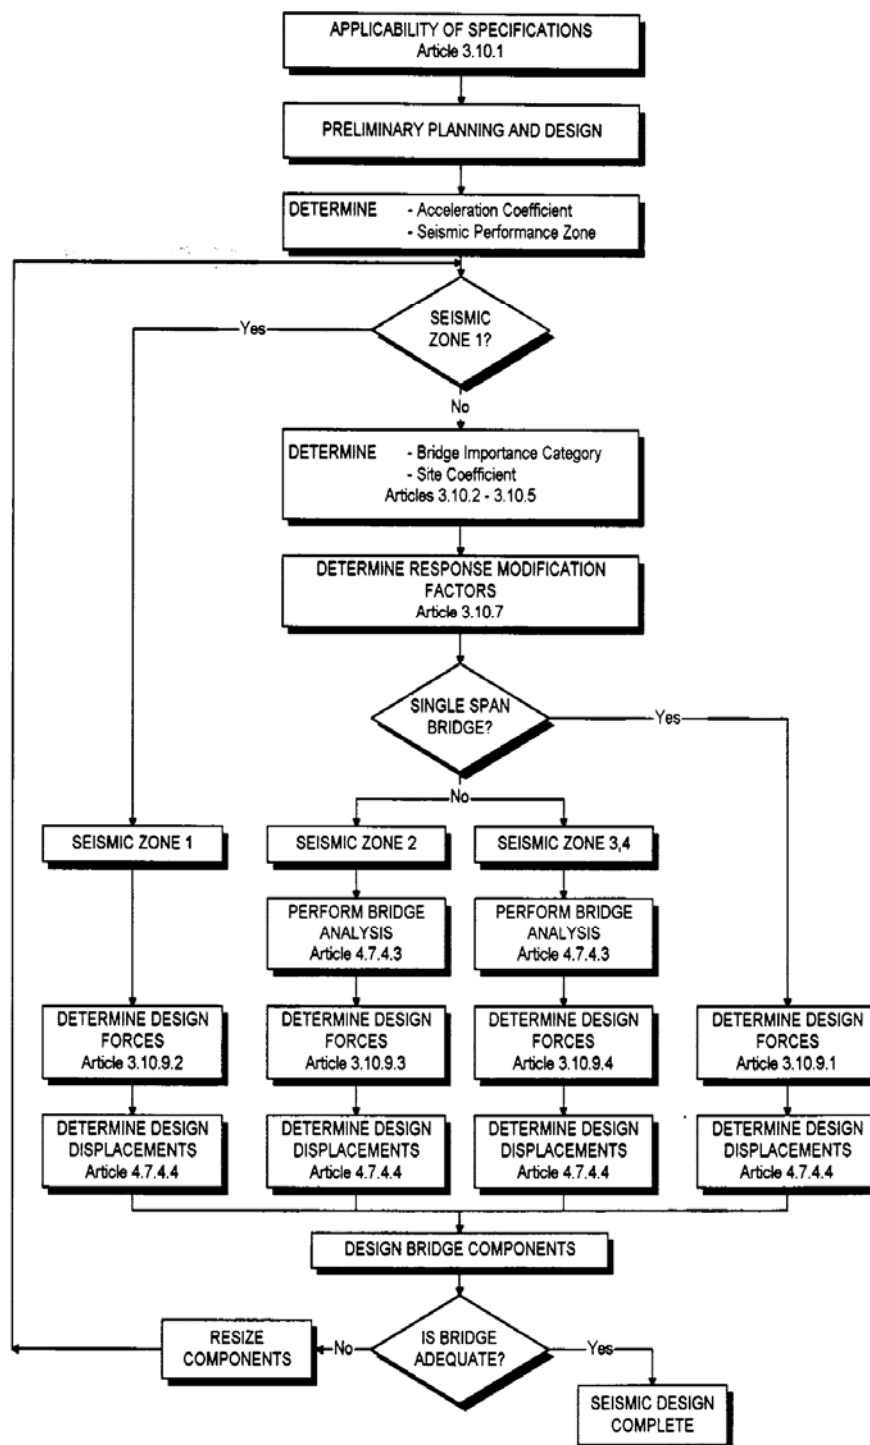 APPLICABILITY OF SPECIFICATIONS
Article 3.10.1
PRELIMINARY PLANNING AND DESIGN
DETERMINE - Acceleration Coefficient
- Seismic Performance Zone
SEISMIC
ZONE 1?
Yes
No
DETERMINE - Bridge Importance Category
- Site Coefficient
Articles 3.10.2 - 3.10.5
DETERMINE RESPONSE MODIFICATION
FACTORS
Article 3.10.7
SINGLE SPAN
BRIDGE?
Yes
No
SEISMIC ZONE 1
SEISMIC ZONE 2
SEISMIC ZONE 3,4
PERFORM BRIDGE
ANALYSIS
Article 4.7.4.3
PERFORM BRIDGE
ANALYSIS
Article 4.7.4.3
DETERMINE DESIGN
FORCES
Article 3.10.9.2
DETERMINE DESIGN
FORCES
Article 3.10.9.3
DETERMINE DESIGN
FORCES
Article 3.10.9.4
DETERMINE DESIGN
FORCES
Article 3.10.9.1
DETERMINE DESIGN
DISPLACEMENTS
Article 4.7.4.4
DETERMINE DESIGN
DISPLACEMENTS
Article 4.7.4.4
DETERMINE DESIGN
DISPLACEMENTS
Article 4.7.4.4
DETERMINE DESIGN
DISPLACEMENTS
Article 4.7.4.4
DESIGN BRIDGE COMPONENTS
IS BRIDGE
ADEQUATE?
No
Yes
RESIZE
COMPONENTS
SEISMIC DESIGN
COMPLETE